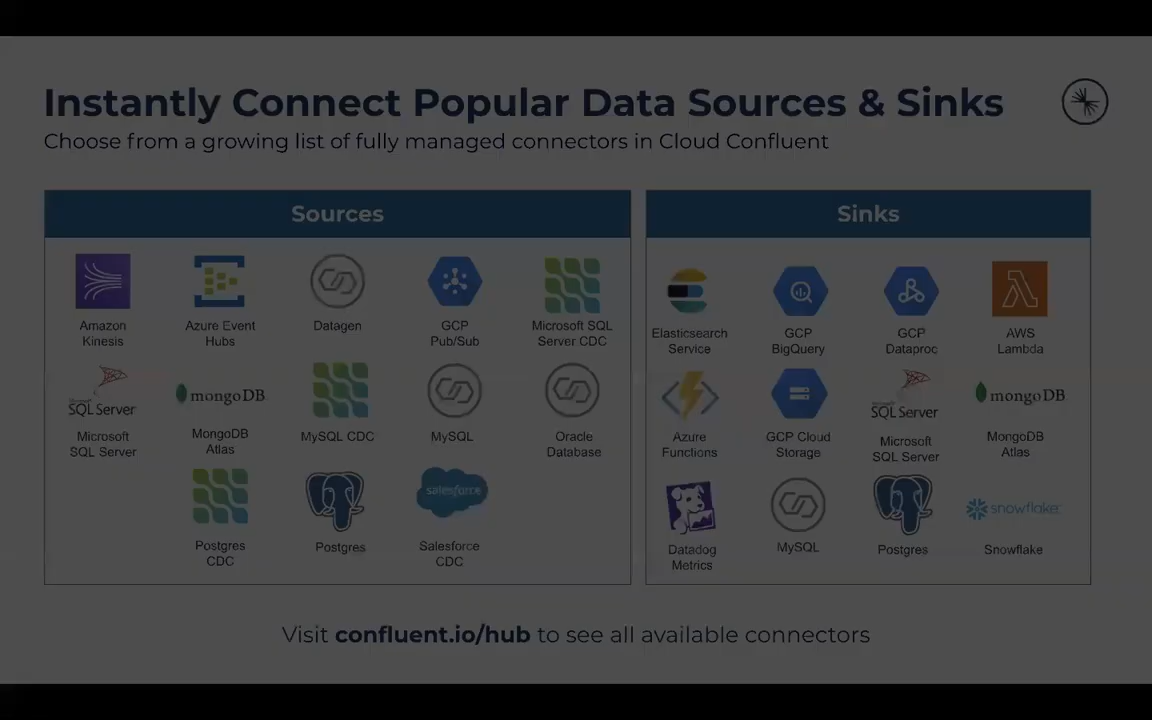 Instantly Connect Popular Data Sources & Sinks
Choose from a growing list of fully managed connectors in Cloud Confluent
Sources
Amazon
Kinesis
Azure Event
Hubs
Datagen
GCP
Pub/Sub
Microsoft SQL
Server CDC
Microsoft
SQL Server
Microsoft
SQL Server
mongoDB
MongoDB
Atlas
MySQL CDC
MySQL
Oracle
Database
Postgres
CDC
Postgres
salesforce
Salesforce
CDC
Sinks
Elasticsearch
Service
GCP
BigQuery
GCP
Dataproc
AWS
Lambda
Azure
Functions
GCP Cloud
Storage
Microsoft
SQL Server
Microsoft
SQL Server
mongoDB
MongoDB
Atlas
Datadog
Metrics
MySQL
Postgres
snowflake
Snowflake
Visit confluent.io/hub to see all available connectors